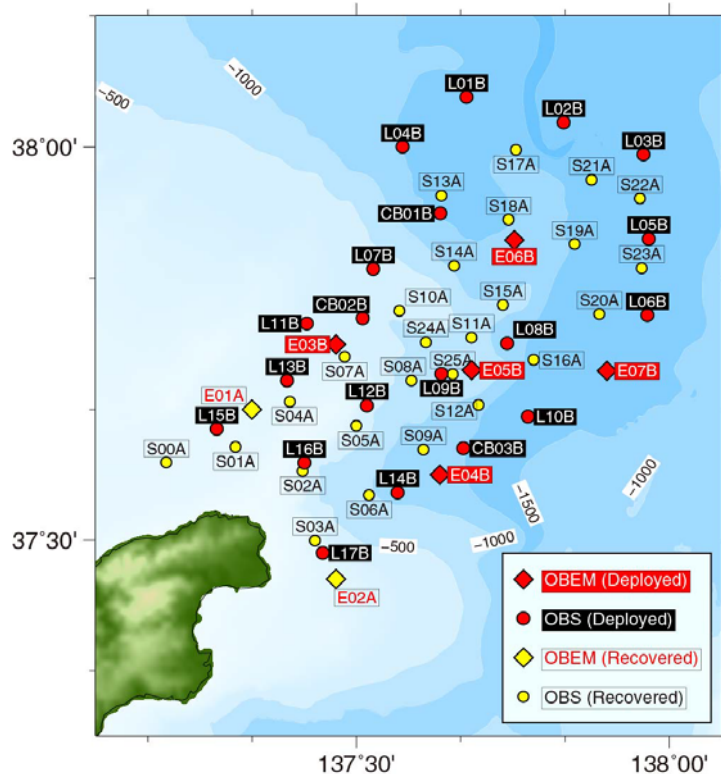 L01B
-1000
-500
L02B
38°00'
L04B
L03B
S17A
S21A
S13A
S22A
CB01B
S18A
L05B
S19A
E06B
L07B
S14A
S23A
S15A
S10A
CB02B
S20A
L06B
L11B
S24A
S11A
L08B
E03B
S07A
S16A
L13B
S08A
S25A
E05B
E07B
L09B
E01A
L12B
S04A
S12A
L15B
L10B
S05A
S00A
S01A
L16B
S09A
CB03B
S02A
L14B
E04B
-1000
S06A
-1500
S03A
37°30'
L17B
-500
-1000
E02A
OBEM (Deployed)
OBS (Deployed)
OBEM (Recovered)
OBS (Recovered)
137°30'
138°00'